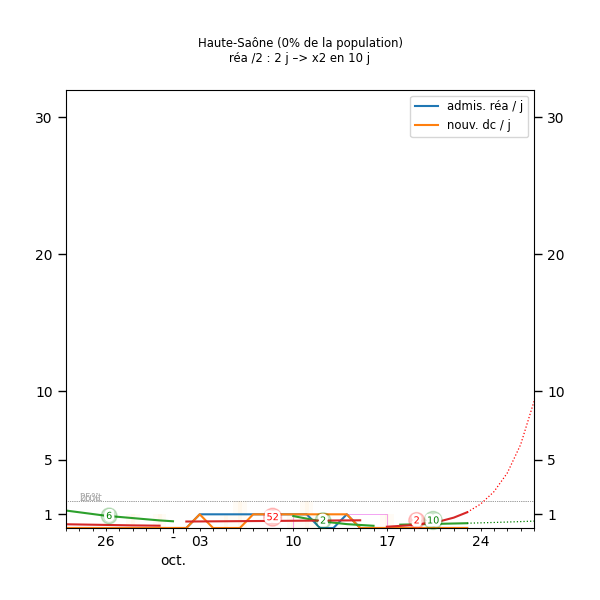 Haute-Saône (0% de la population)
réa /2 : 2 j –> x2 en 10 j
admis. réa / j
nouv. dc / j
30 30
20 20
10 10
5 5
1 1
6 52 2 2 10
26 - 03 10 17 24
oct.